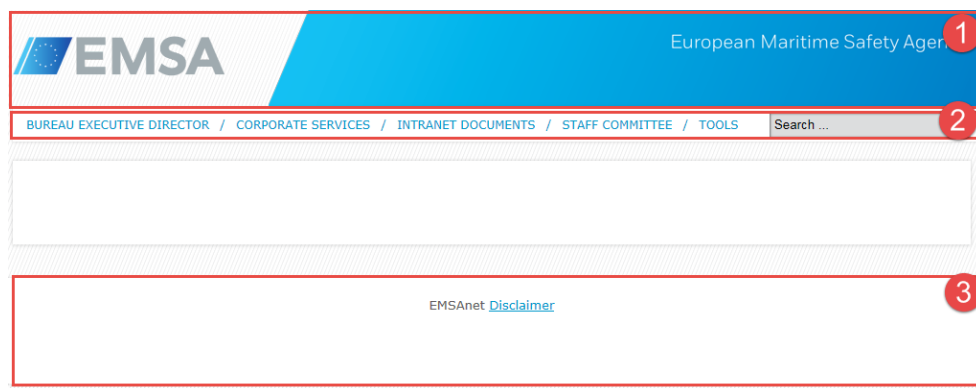 EMSA
European Maritime Safety
1
BUREAU EXECUTIVE DIRECTOR / CORPORATE SERVICES / INTRANET DOCUMENTS / STAFF COMMITTEE / TOOLS Search ...
2
3
EMSAnet Disclaimer